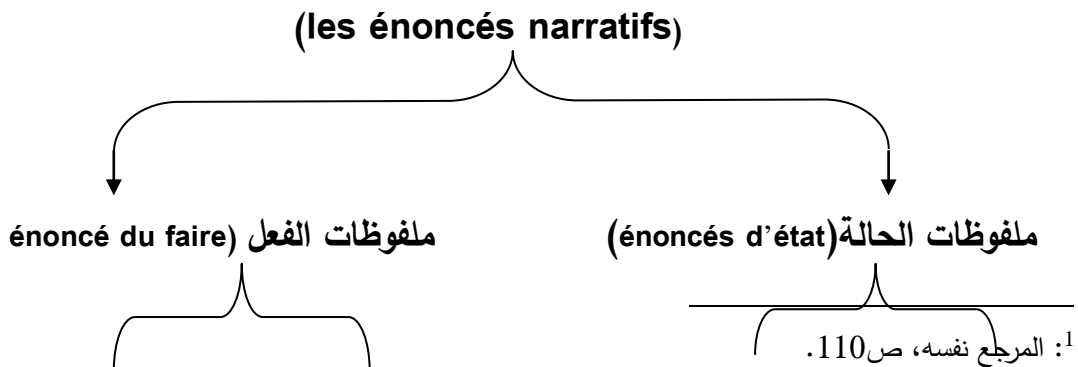 (les énoncés narratifs)
ملفوظات الحالة(énoncés d’état)
ملفوظات الفعل (énoncé du faire
1: المرجع نفسه، ص110.